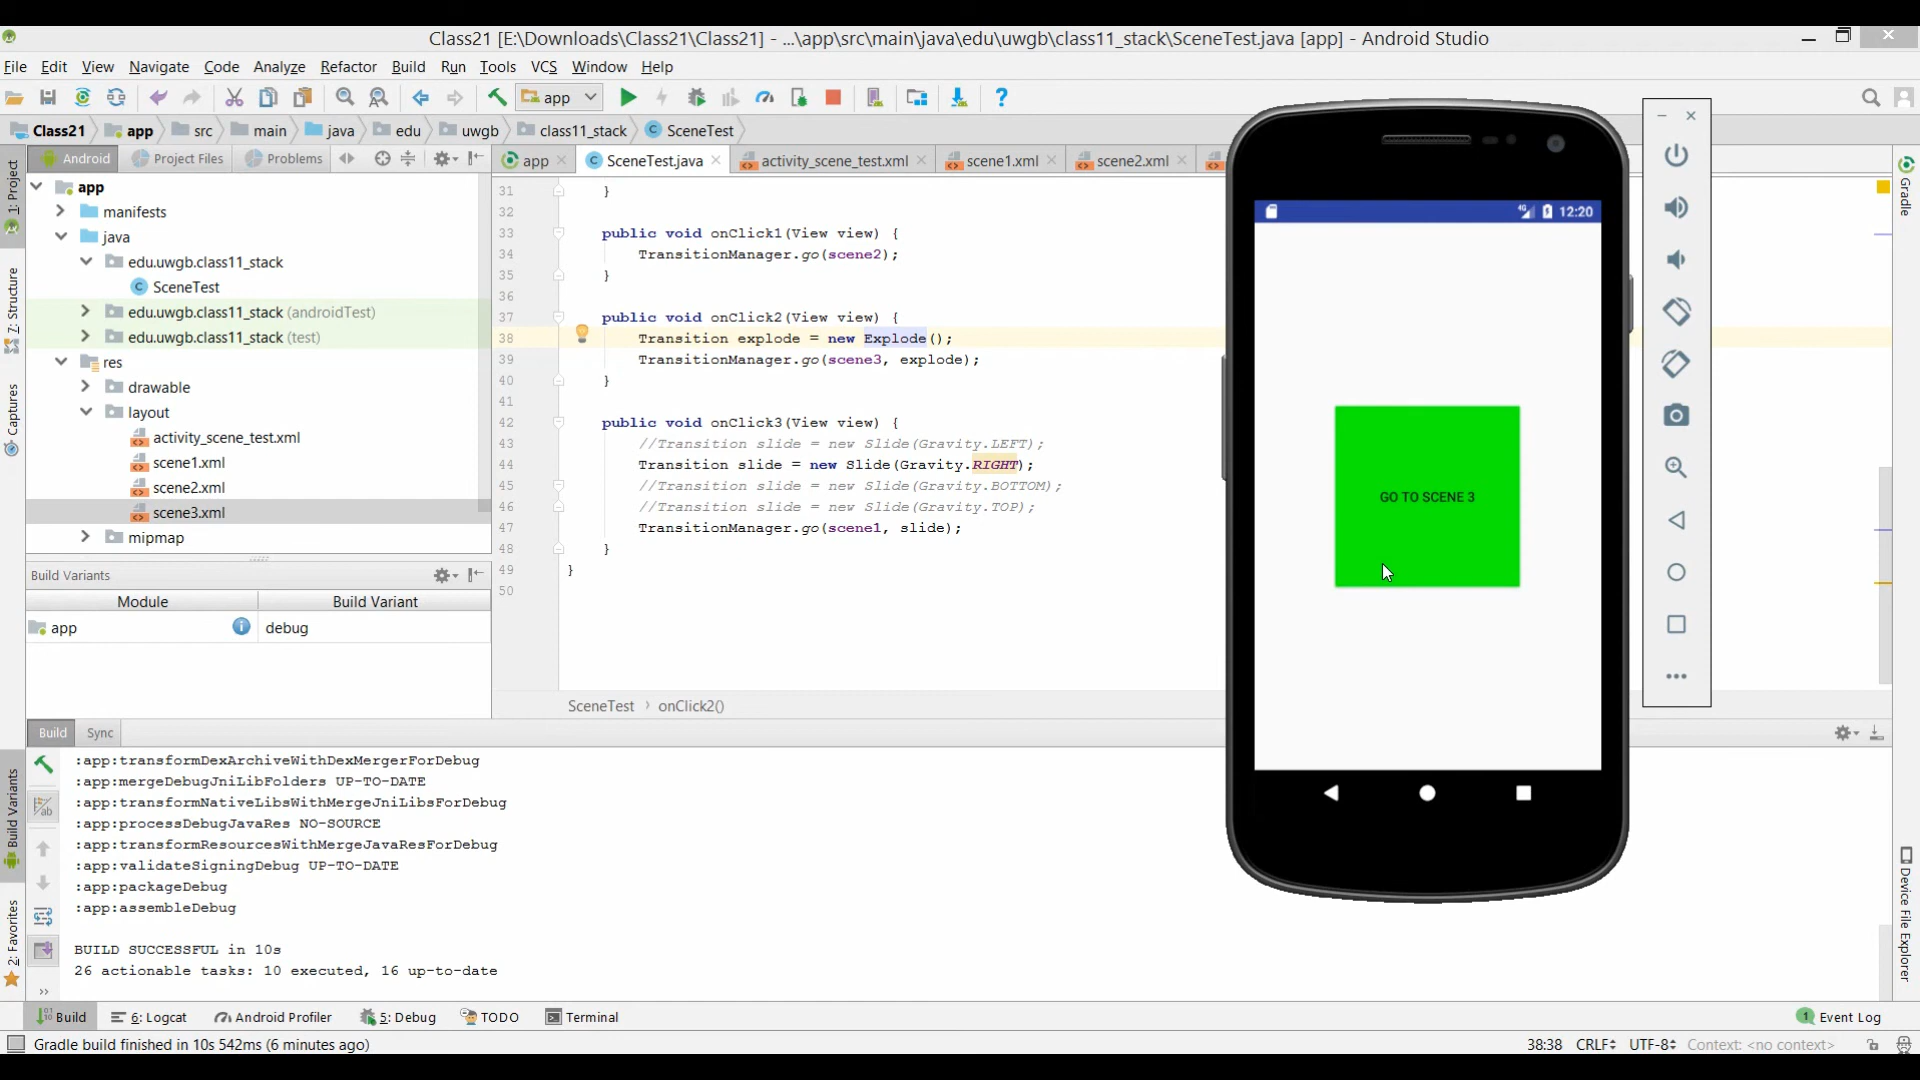 Class21 [E:\Downloads\Class21\Class21] - ...\app\src\main\java\edu\uwgb\class11_stack\SceneTest.java [app] - Android Studio
File Edit View Navigate Code Analyze Refactor Build Run Tools VCS Window Help
app
Class21 app src main java edu uwgb class11_stack SceneTest
Android Project Files Problems
app SceneTest.java activity_scene_test.xml scene1.xml scene2.xml
1: Project
Z: Structure
Captures
Build Variants
2: Favorites
app
manifests
java
edu.uwgb.class11_stack
SceneTest
edu.uwgb.class11_stack (androidTest)
edu.uwgb.class11_stack (test)
res
drawable
layout
activity_scene_test.xml
scene1.xml
scene2.xml
scene3.xml
mipmap
Build Variants
Module Build Variant
app debug
31 }
32
33 public void onClick1(View view) {
34 TransitionManager.go(scene2);
35 }
36
37 public void onClick2(View view) {
38 Transition explode = new Explode();
39 TransitionManager.go(scene3, explode);
40 }
41
42 public void onClick3(View view) {
43 //Transition slide = new Slide(Gravity.LEFT);
44 Transition slide = new Slide(Gravity.RIGHT);
45 //Transition slide = new Slide(Gravity.BOTTOM);
46 //Transition slide = new Slide(Gravity.TOP);
47 TransitionManager.go(scene1, slide);
48 }
49 }
50
SceneTest › onClick2()
4G 12:20
GO TO SCENE 3
Gradle
Device File Explorer
Build Sync
:app:transformDexArchiveWithDexMergerForDebug
:app:mergeDebugJniLibFolders UP-TO-DATE
:app:transformNativeLibsWithMergeJniLibsForDebug
:app:processDebugJavaRes NO-SOURCE
:app:transformResourcesWithMergeJavaResForDebug
:app:validateSigningDebug UP-TO-DATE
:app:packageDebug
:app:assembleDebug
BUILD SUCCESSFUL in 10s
26 actionable tasks: 10 executed, 16 up-to-date
Build 6: Logcat Android Profiler 5: Debug TODO Terminal 1 Event Log
Gradle build finished in 10s 542ms (6 minutes ago) 38:38 CRLF UTF-8 Context: <no context>